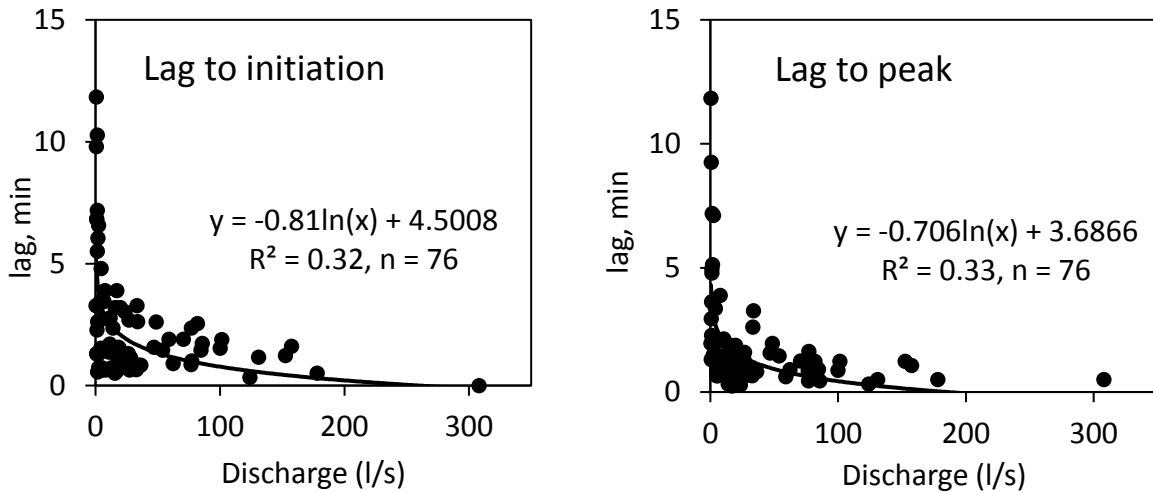 15
Lag to initiation
10
lag, min
y = -0.81ln(x) + 4.5008
R² = 0.32, n = 76
5
0
0 100 200 300
Discharge (l/s)
15
Lag to peak
10
lag, min
y = -0.706ln(x) + 3.6866
R² = 0.33, n = 76
5
0
0 100 200 300
Discharge (l/s)